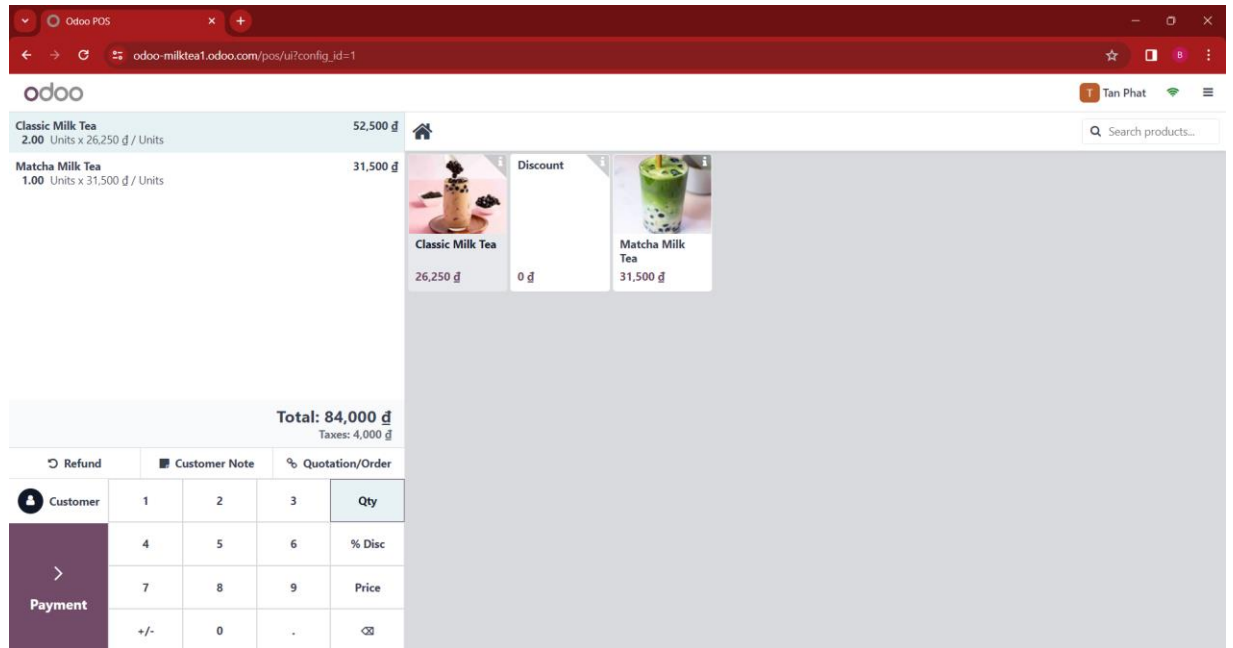 Odoo POS
odoo-milktea1.odoo.com/pos/ui?config_id=1
B
odoo
T Tan Phat
Classic Milk Tea 52,500 ₫
2.00 Units x 26,250 ₫ / Units
Matcha Milk Tea 31,500 ₫
1.00 Units x 31,500 ₫ / Units
Search products...
Classic Milk Tea
26,250 ₫
Discount
0 ₫
Matcha Milk
Tea
31,500 ₫
Total: 84,000 ₫
Taxes: 4,000 ₫
Refund Customer Note Quotation/Order
Customer 1 2 3 Qty
4 5 6 % Disc
Payment 7 8 9 Price
+/- 0 .